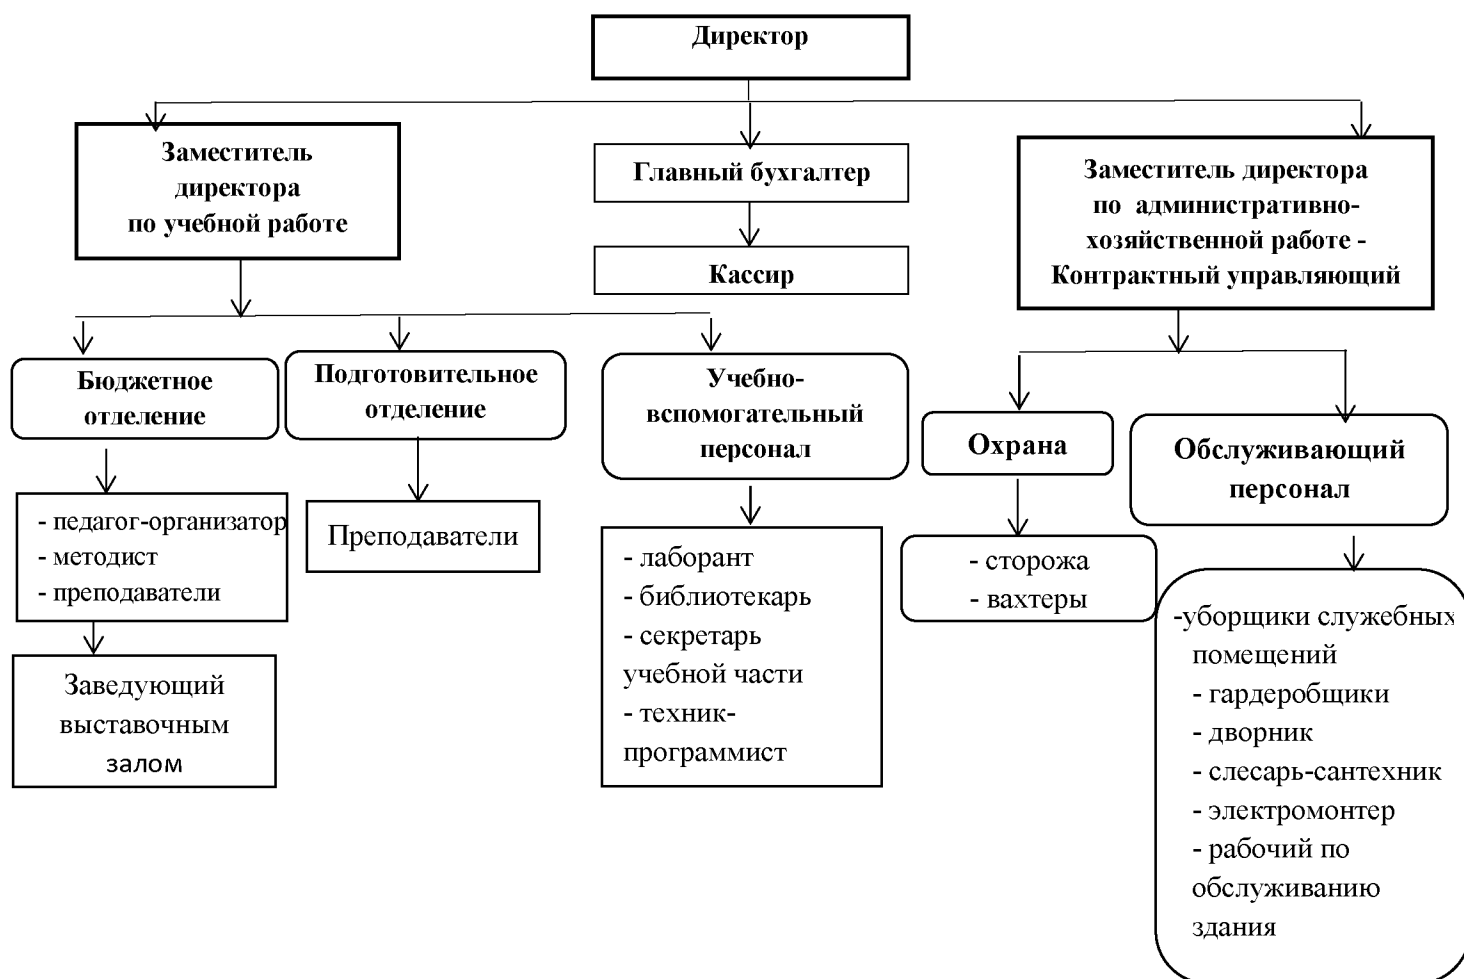 Директор
Заместитель
директора
по учебной работе
Главный бухгалтер
Кассир
Заместитель директора
по административно-
хозяйственной работе -
Контрактный управляющий
Бюджетное
отделение
Подготовительное
отделение
Учебно-
вспомогательный
персонал
Охрана
Обслуживающий
персонал
- педагог-организатор
- методист
- преподаватели
Преподаватели
- лаборант
- библиотекарь
- секретарь
учебной части
- техник-
программист
- сторожа
- вахтеры
-уборщики служебных
помещений
- гардеробщики
- дворник
- слесарь-сантехник
- электромонтер
- рабочий по
обслуживанию
здания
Заведующий
выставочным
залом